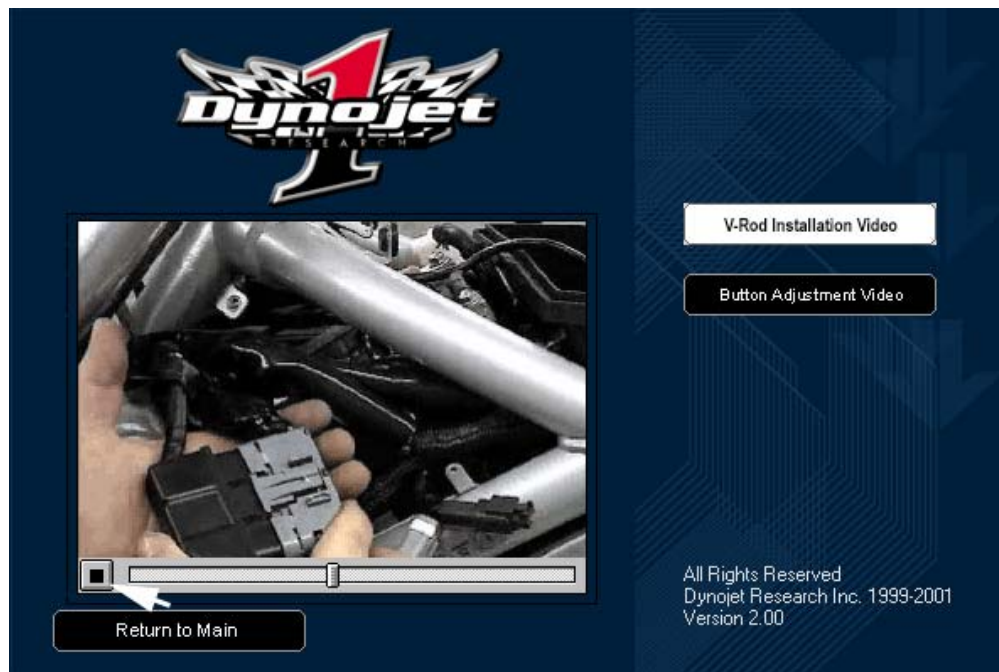 1
Dynojet
RESEARCH
V-Rod Installation Video
Button Adjustment Video
All Rights Reserved
Dynojet Research Inc. 1999-2001
Version 2.00
Return to Main